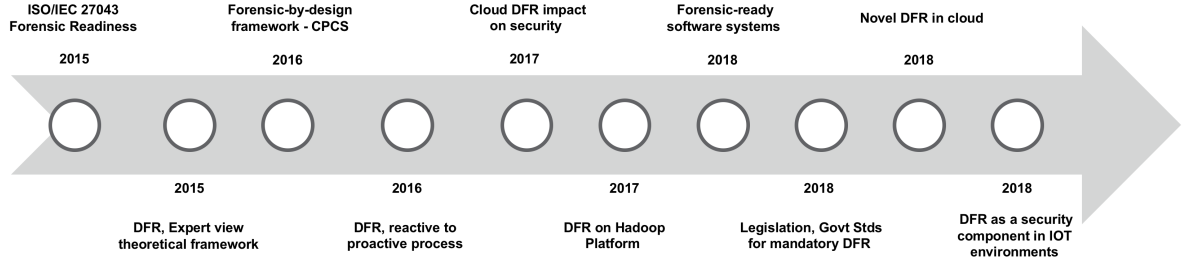 ISO/IEC 27043
Forensic Readiness
2015
Forensic-by-design
framework - CPCS
2016
Cloud DFR impact
on security
2017
Forensic-ready
software systems
2018
Novel DFR in cloud
2018
2015
DFR, Expert view
theoretical framework
2016
DFR, reactive to
proactive process
2017
DFR on Hadoop
Platform
2018
Legislation, Govt Stds
for mandatory DFR
2018
DFR as a security
component in IOT
environments